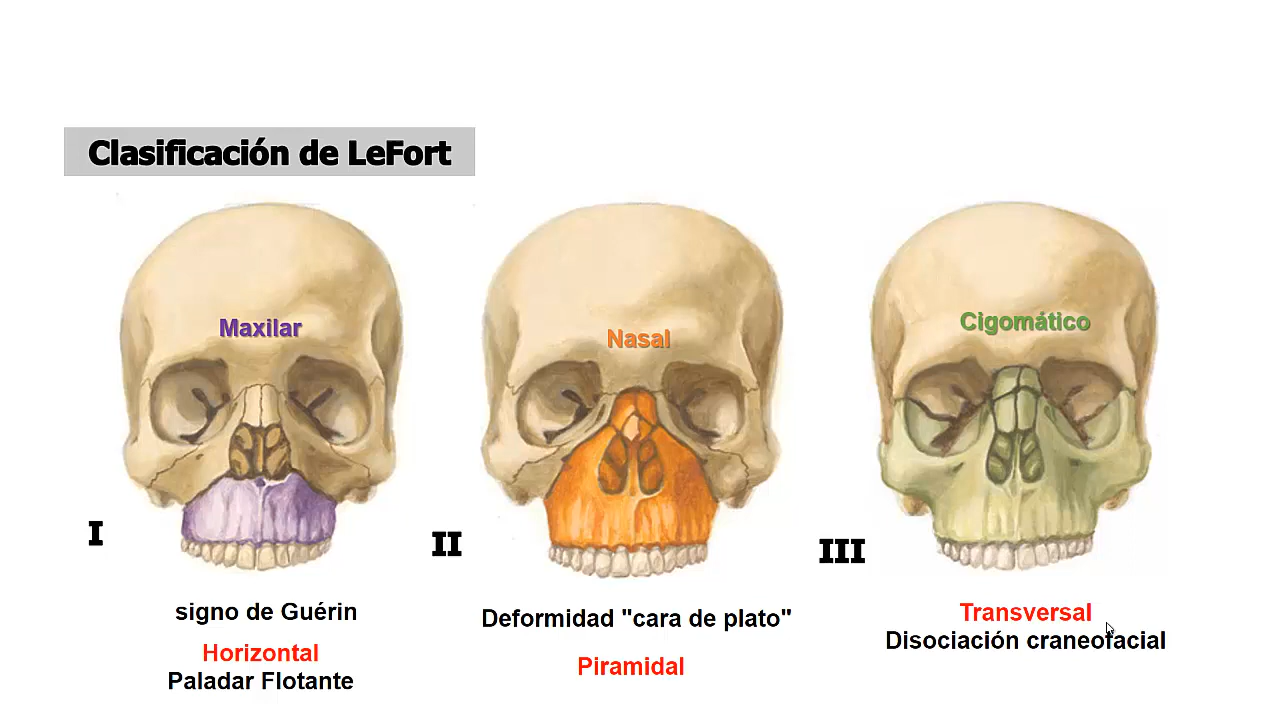 Clasificación de LeFort
Maxilar
Nasal
Cigomático
I
II
III
signo de Guérin
Horizontal
Paladar Flotante
Deformidad "cara de plato"
Piramidal
Transversal
Disociación craneofacial